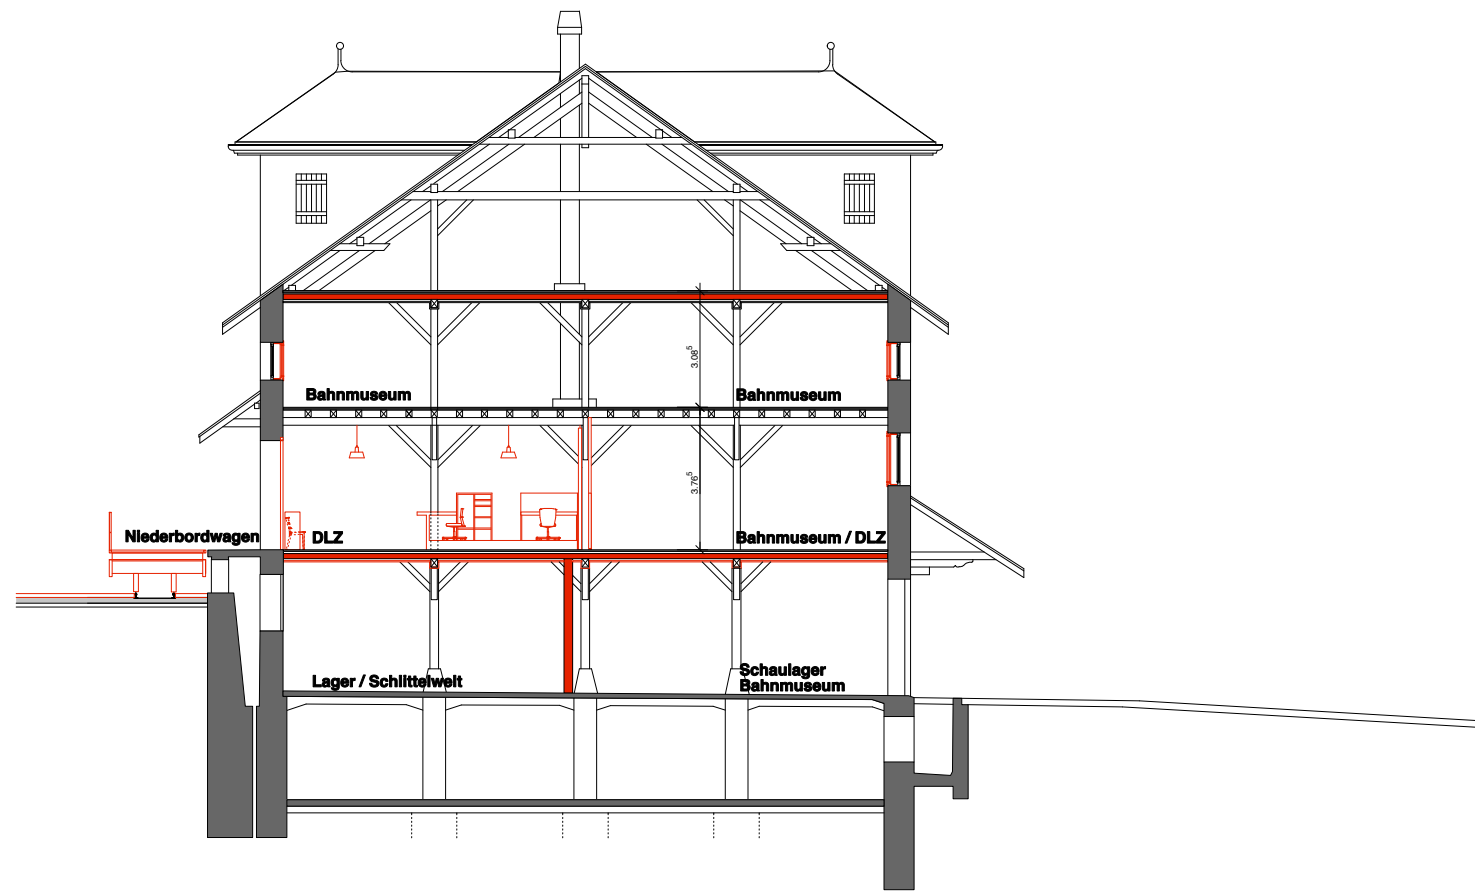 3.08⁵
Bahnmuseum Bahnmuseum
3.76⁵
Niederbordwagen DLZ Bahnmuseum / DLZ
Lager / Schlittelwelt Schaulager
Bahnmuseum